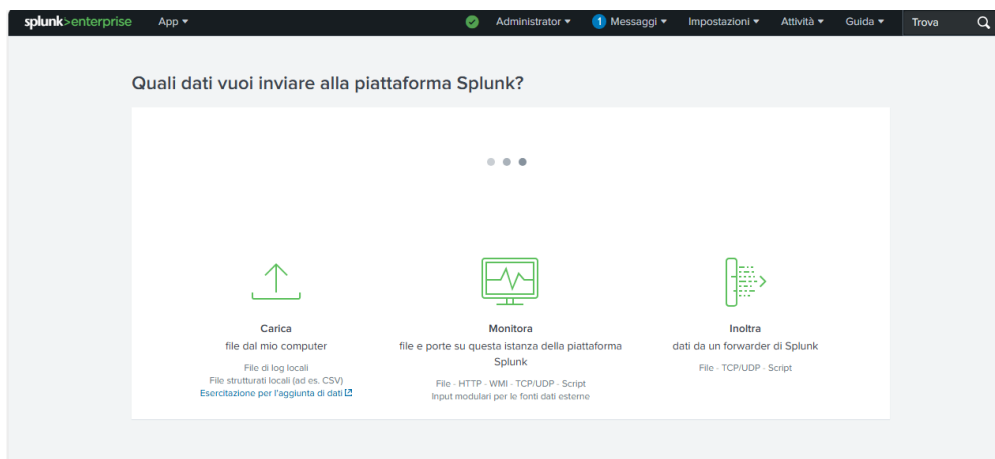 splunk>enterprise App Administrator 1 Messaggi Impostazioni Attività Guida Trova
Quali dati vuoi inviare alla piattaforma Splunk?
Carica
file dal mio computer
File di log locali
File strutturati locali (ad es. CSV)
Esercitazione per l'aggiunta di dati
Monitora
file e porte su questa istanza della piattaforma
Splunk
File - HTTP - WMI - TCP/UDP - Script
Input modulari per le fonti dati esterne
Inoltra
dati da un forwarder di Splunk
File - TCP/UDP - Script